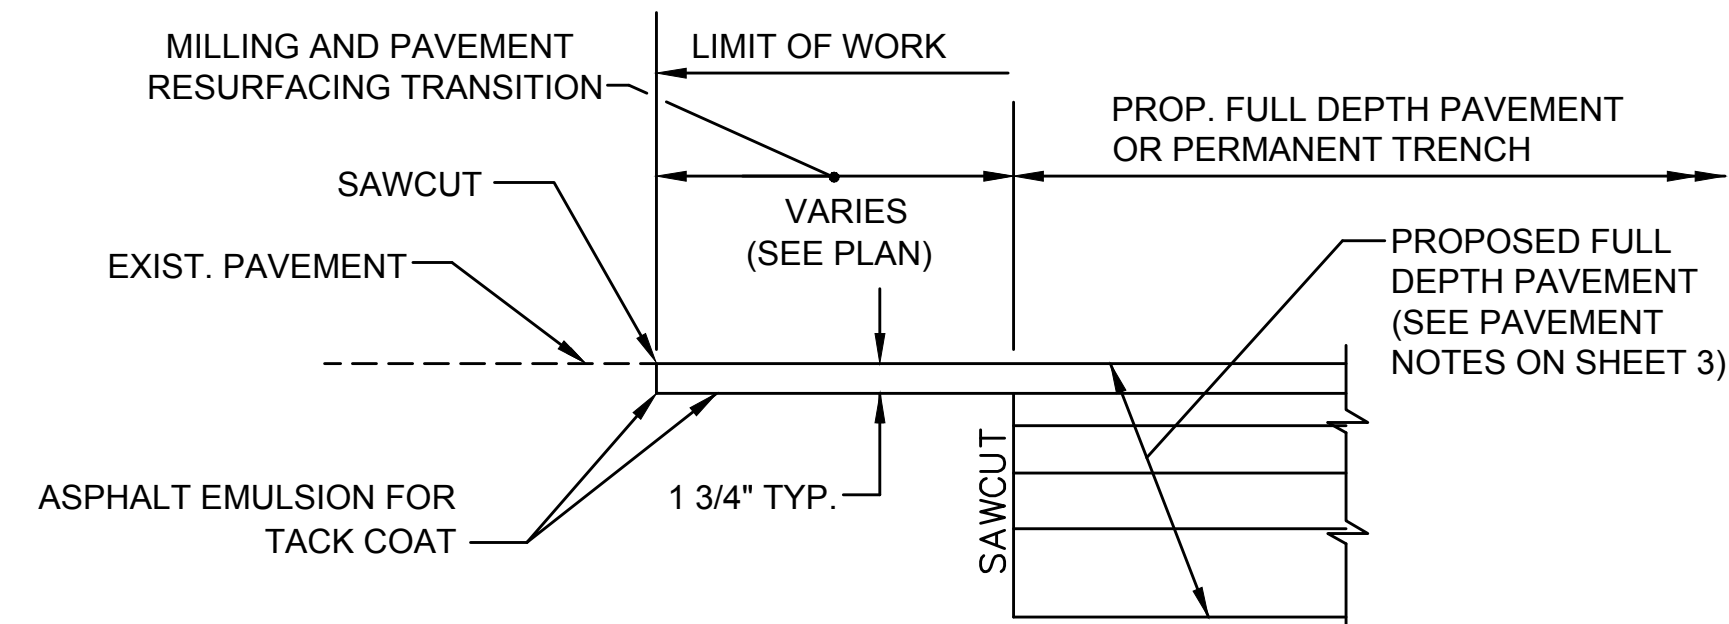 MILLING AND PAVEMENT
RESURFACING TRANSITION
LIMIT OF WORK
PROP. FULL DEPTH PAVEMENT
OR PERMANENT TRENCH
SAWCUT
VARIES
(SEE PLAN)
EXIST. PAVEMENT
PROPOSED FULL
DEPTH PAVEMENT
(SEE PAVEMENT
NOTES ON SHEET 3)
ASPHALT EMULSION FOR
TACK COAT
1 3/4" TYP.
SAWCUT